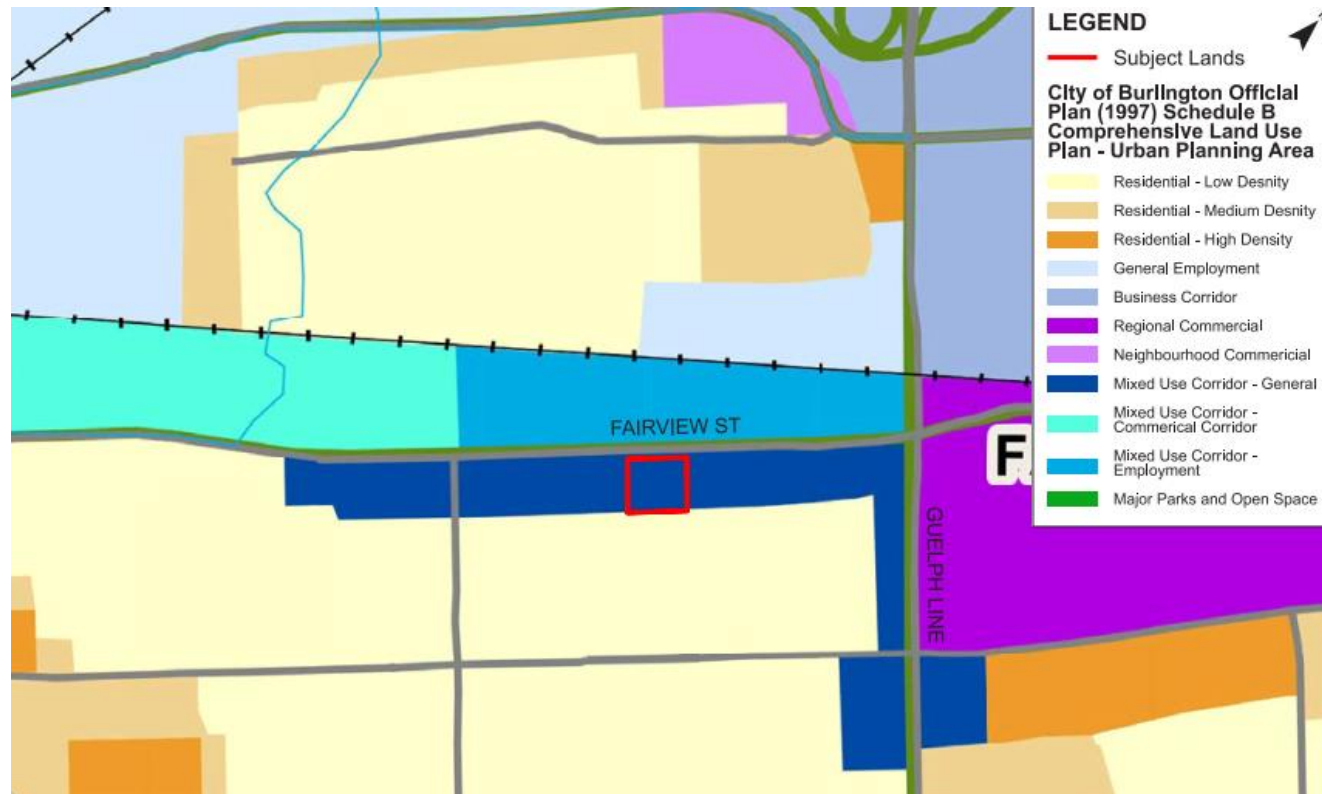 FAIRVIEW ST
GUELPH LINE
F
LEGEND
Subject Lands
City of Burlington Official
Plan (1997) Schedule B
Comprehensive Land Use
Plan - Urban Planning Area
Residential - Low Desnity
Residential - Medium Desnity
Residential - High Density
General Employment
Business Corridor
Regional Commercial
Neighbourhood Commericial
Mixed Use Corridor - General
Mixed Use Corridor -
Commerical Corridor
Mixed Use Corridor -
Employment
Major Parks and Open Space